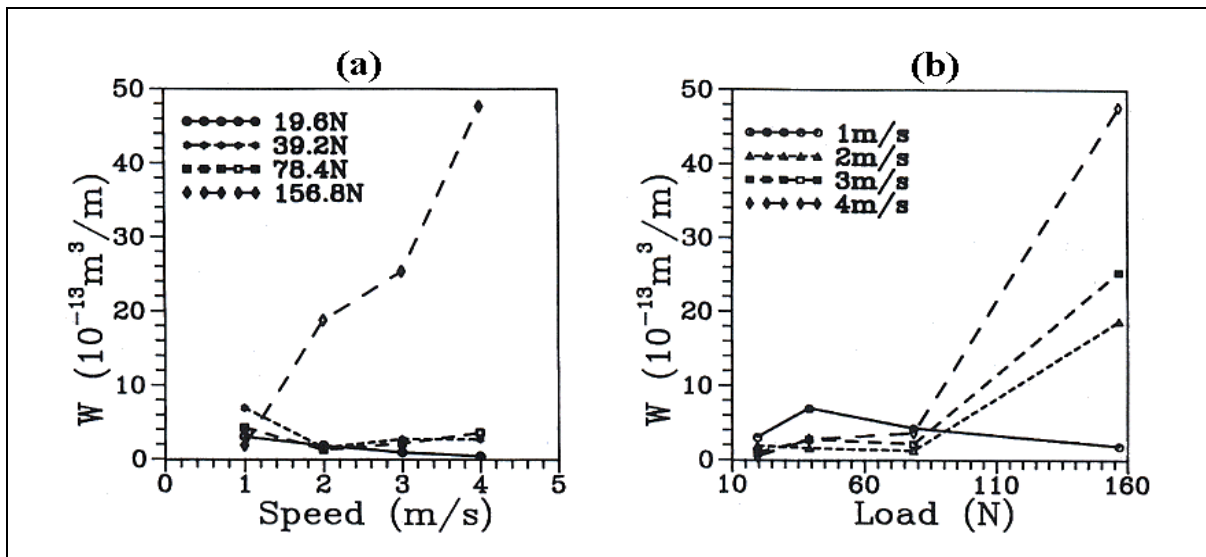 (a)
50
40
30
20
10
0
W (10⁻¹³m³/m)
19.6N
39.2N
78.4N
156.8N
0 1 2 3 4 5
Speed (m/s)
(b)
50
40
30
20
10
0
W (10⁻¹³m³/m)
1m/s
2m/s
3m/s
4m/s
10 60 110 160
Load (N)